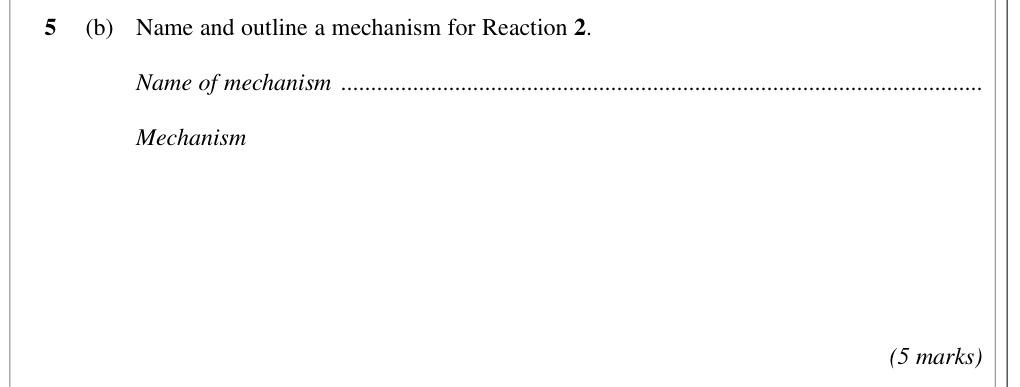 5 (b) Name and outline a mechanism for Reaction 2.
Name of mechanism ............................................................................................................
Mechanism
(5 marks)